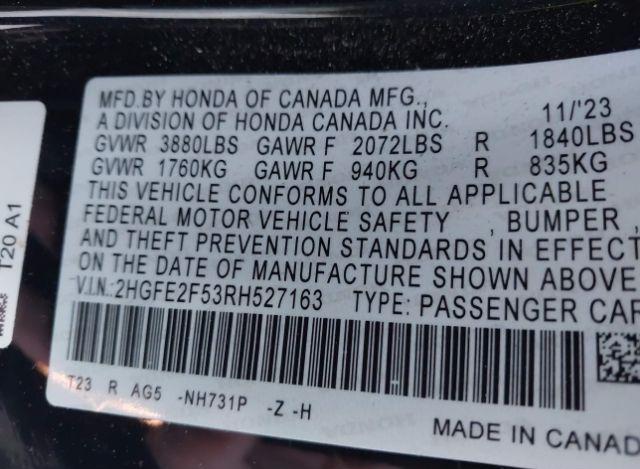 MFD.BY HONDA OF CANADA MFG.,
A DIVISION OF HONDA CANADA INC. 11/'23
GVWR 3880LBS GAWR F 2072LBS R 1840LBS
GVWR 1760KG GAWR F 940KG R 835KG
THIS VEHICLE CONFORMS TO ALL APPLICABLE
FEDERAL MOTOR VEHICLE SAFETY , BUMPER ,
AND THEFT PREVENTION STANDARDS IN EFFECT
ON THE DATE OF MANUFACTURE SHOWN ABOVE
V.I.N.:2HGFE2F53RH527163 TYPE: PASSENGER CAR
T23 R AG5 -NH731P -Z -H
MADE IN CANAD
T20 A1